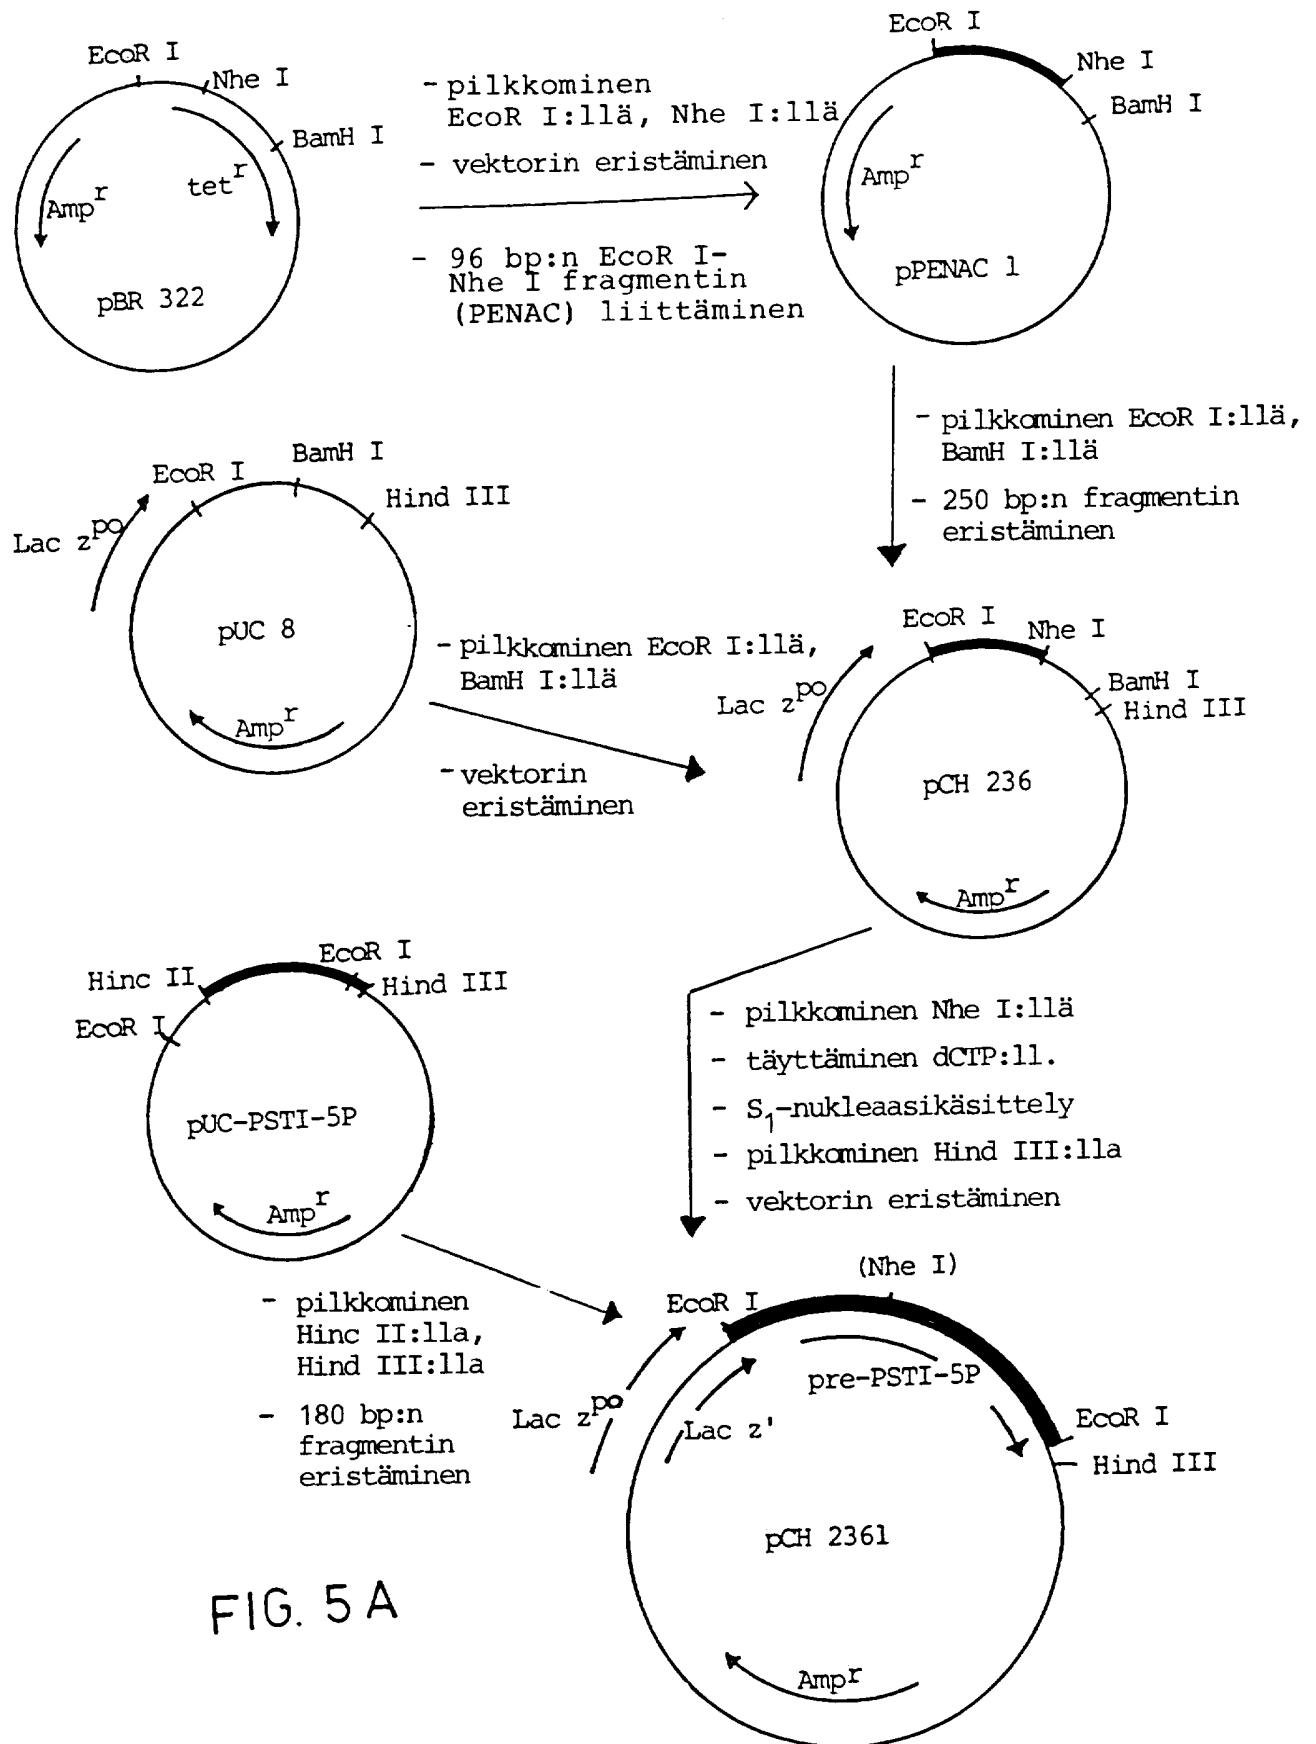 EcoR I
Nhe I
BamH I
Amp^r
tet^r
pBR 322
- pilkkominen
EcoR I:llä, Nhe I:llä
- vektorin eristäminen
- 96 bp:n EcoR I-
Nhe I fragmentin
(PENAC) liittäminen
EcoR I
Nhe I
BamH I
Amp^r
pPENAC 1
- pilkkominen EcoR I:llä,
BamH I:llä
- 250 bp:n fragmentin
eristäminen
EcoR I
BamH I
Hind III
Lac z^po
pUC 8
Amp^r
- pilkkominen EcoR I:llä,
BamH I:llä
- vektorin
eristäminen
EcoR I
Nhe I
BamH I
Hind III
Lac z^po
pCH 236
Amp^r
Hinc II
EcoR I
Hind III
EcoR I
pUC-PSTI-5P
Amp^r
- pilkkominen Nhe I:llä
- täyttäminen dCTP:ll.
- S₁-nukleaasikäsittely
- pilkkominen Hind III:lla
- vektorin eristäminen
- pilkkominen
Hinc II:lla,
Hind III:lla
- 180 bp:n
fragmentin
eristäminen
(Nhe I)
EcoR I
pre-PSTI-5P
Lac z^po
Lac z'
EcoR I
Hind III
pCH 2361
Amp^r
FIG. 5 A